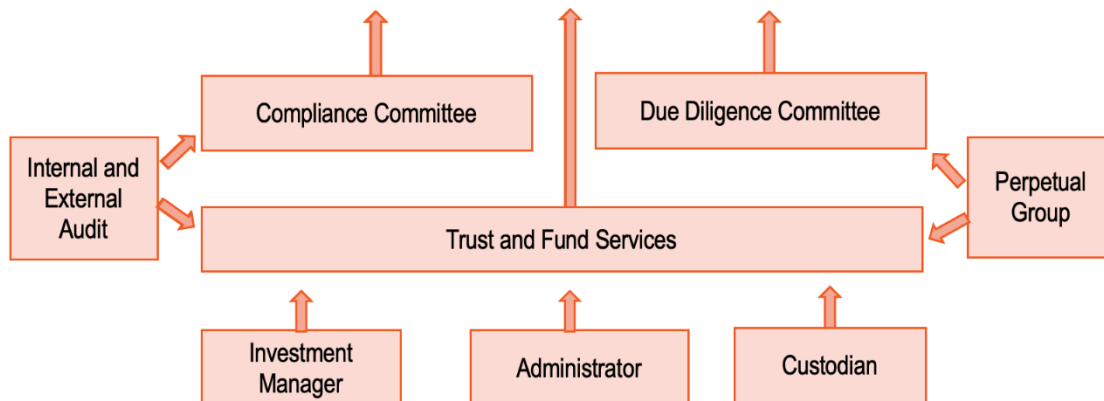 Compliance Committee
Due Diligence Committee
Internal and
External
Audit
Perpetual
Group
Trust and Fund Services
Investment
Manager
Administrator
Custodian